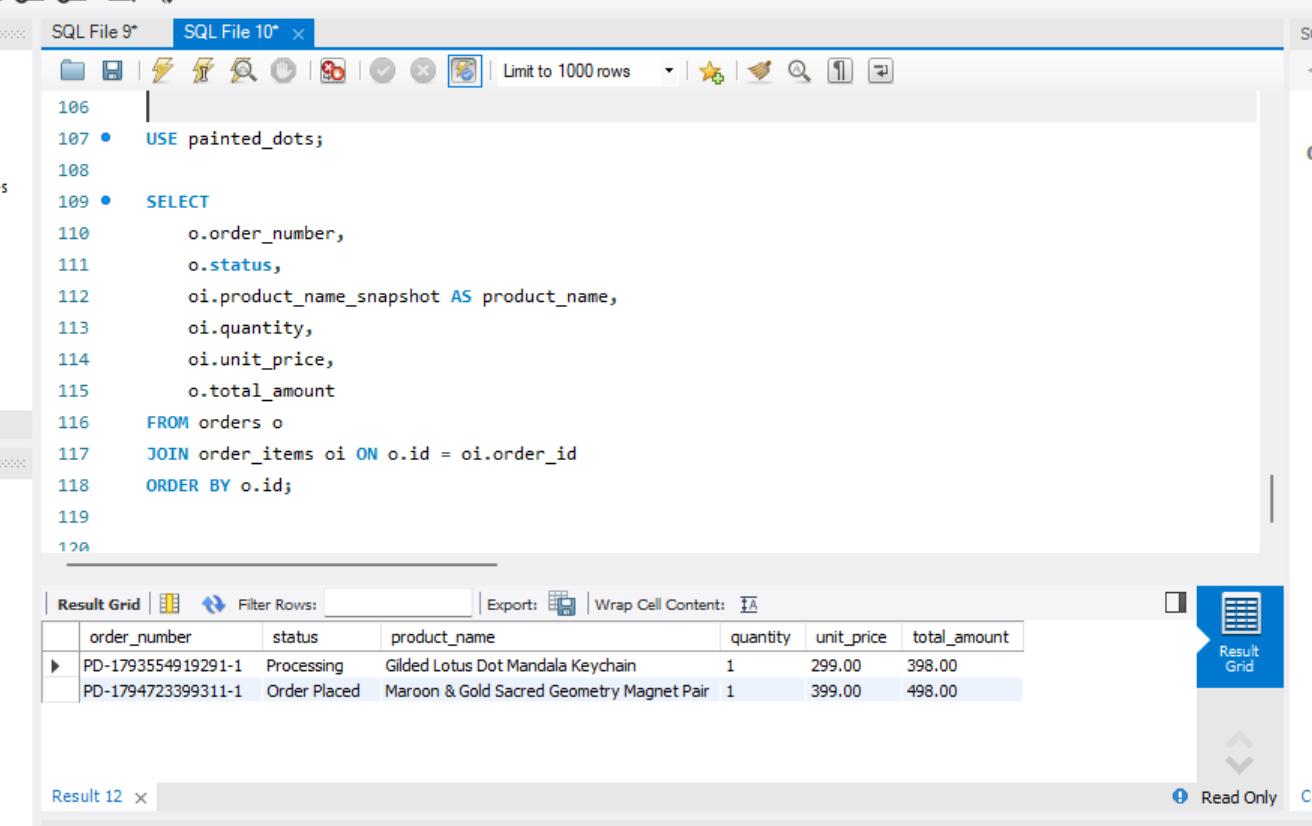 SQL File 9*
SQL File 10*
Limit to 1000 rows
106
107 USE painted_dots;
108
109 SELECT
110 o.order_number,
111 o.status,
112 oi.product_name_snapshot AS product_name,
113 oi.quantity,
114 oi.unit_price,
115 o.total_amount
116 FROM orders o
117 JOIN order_items oi ON o.id = oi.order_id
118 ORDER BY o.id;
119
120
Result Grid Filter Rows: Export: Wrap Cell Content:
order_number status product_name quantity unit_price total_amount
PD-1793554919291-1 Processing Gilded Lotus Dot Mandala Keychain 1 299.00 398.00
PD-1794723399311-1 Order Placed Maroon & Gold Sacred Geometry Magnet Pair 1 399.00 498.00
Result
Grid
Result 12
Read Only